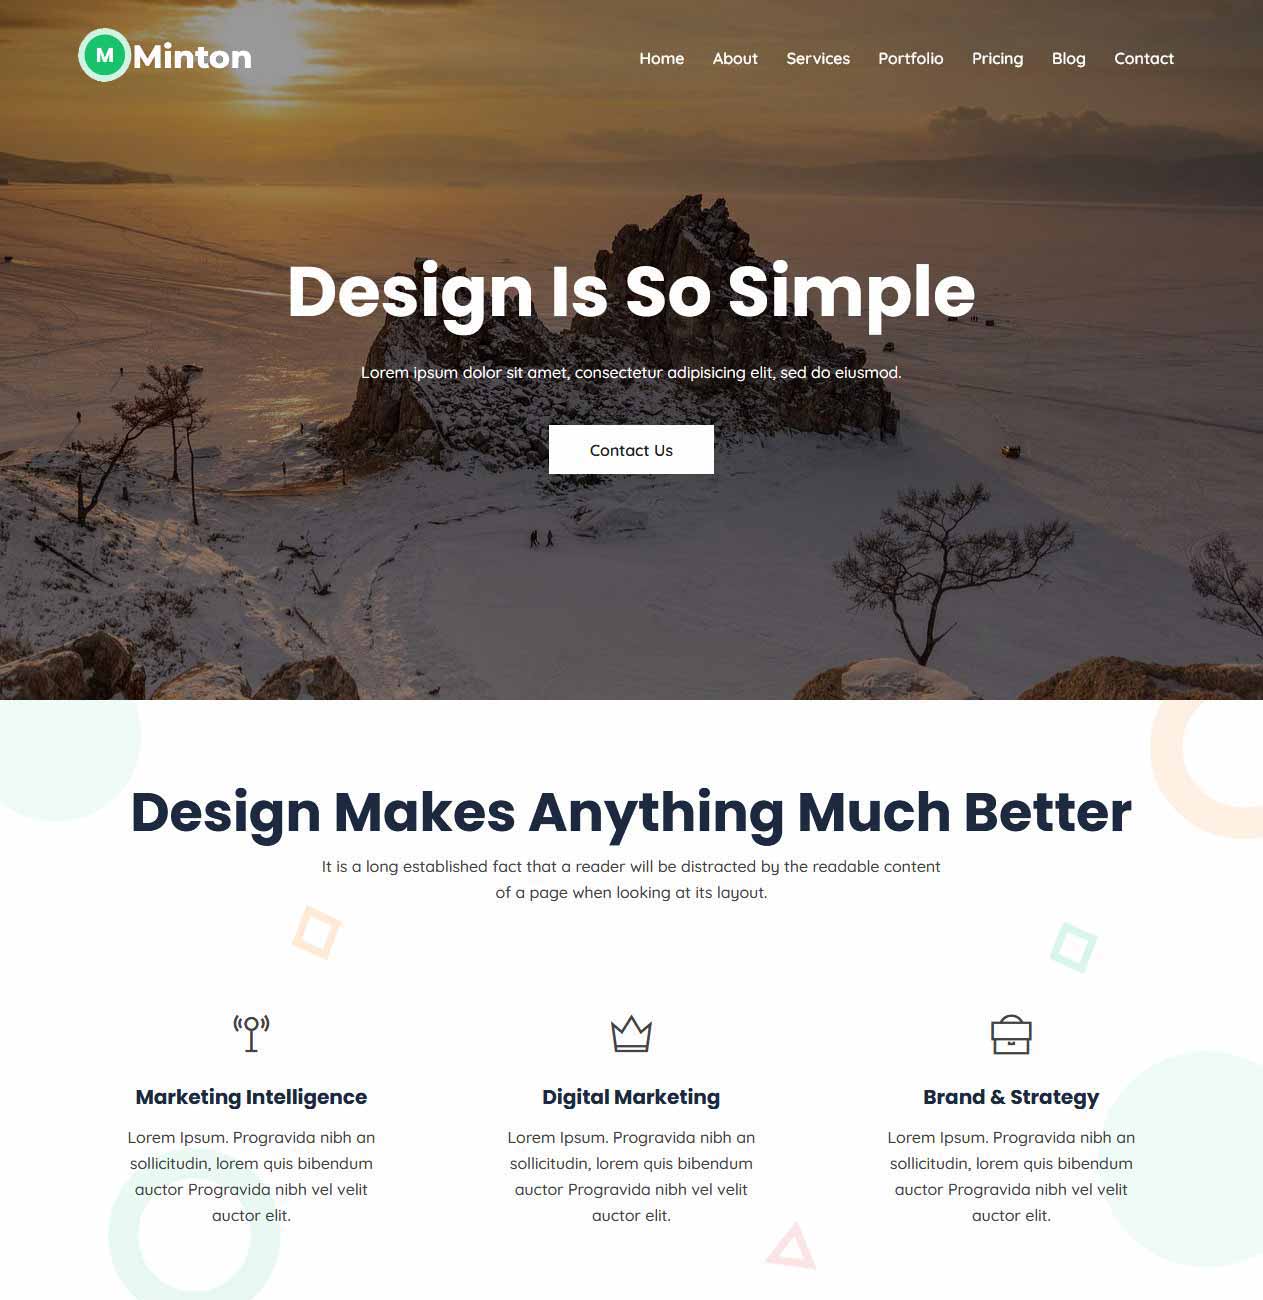 M Minton
Home About Services Portfolio Pricing Blog Contact
Design Is So Simple
Lorem ipsum dolor sit amet, consectetur adipisicing elit, sed do eiusmod.
Contact Us
Design Makes Anything Much Better
It is a long established fact that a reader will be distracted by the readable content
of a page when looking at its layout.
Marketing Intelligence
Lorem Ipsum. Progravida nibh an
sollicitudin, lorem quis bibendum
auctor Progravida nibh vel velit
auctor elit.
Digital Marketing
Lorem Ipsum. Progravida nibh an
sollicitudin, lorem quis bibendum
auctor Progravida nibh vel velit
auctor elit.
Brand & Strategy
Lorem Ipsum. Progravida nibh an
sollicitudin, lorem quis bibendum
auctor Progravida nibh vel velit
auctor elit.